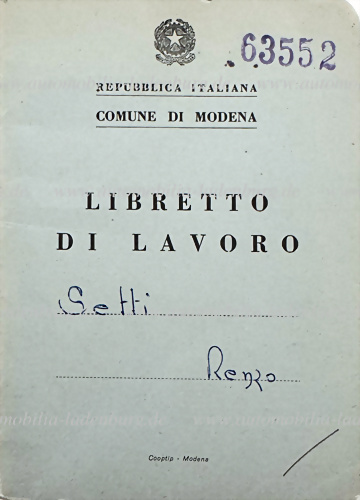 .63552
REPUBBLICA ITALIANA
COMUNE DI MODENA
LIBRETTO
DI LAVORO
Setti
Renzo
Cooptip - Modena